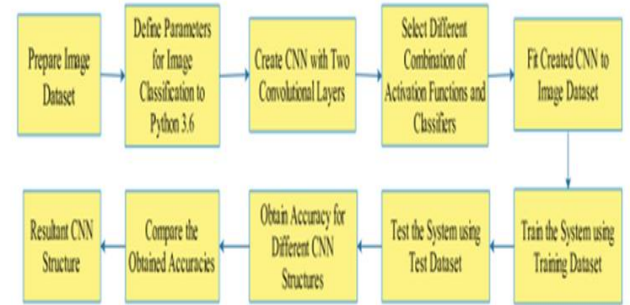 Prepare Image
Dataset
Define Parameters
for Image
Classification to
Python 3.6
Create CNN with Two
Convolutional Layers
Select Different
Combination of
Activation Functions and
Classifiers
Fit Created CNN to
Image Dataset
Train the System using
Training Dataset
Test the System using
Test Dataset
Obtain Accuracy for
Different CNN
Structures
Compare the
Obtained Accuracies
Resultant CNN
Structure